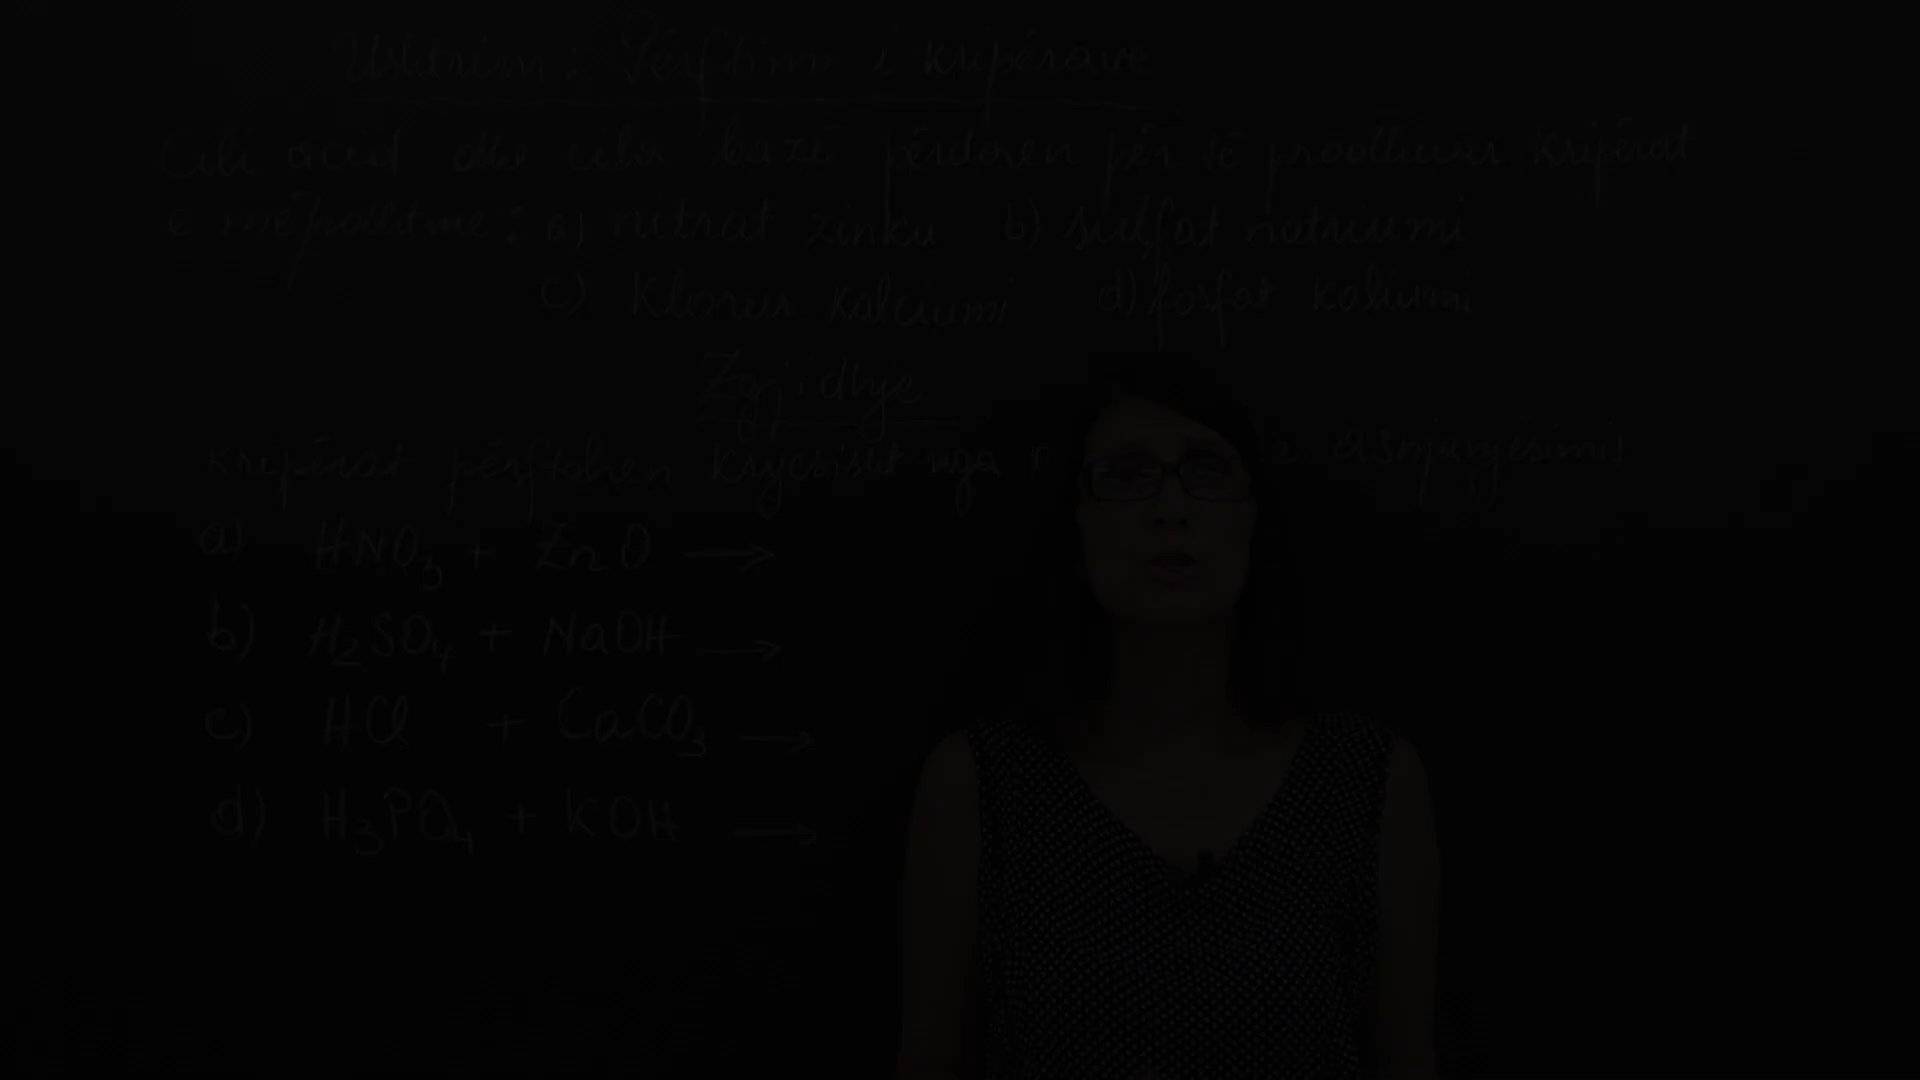 Ushtrim: Përftimi i kripërave
Cili acid dhe cila bazë përdoren për të prodhuar kripërat
e mëposhtme: a) nitrat zinku b) sulfat natriumi
c) Klorur kalciumi d) fosfat kaliumi
Zgjidhje
Kripërat përftohen kryesisht nga asnjanësimi
a) HNO₃ + ZnO →
b) H₂SO₄ + NaOH →
c) HCl + CaCO₃ →
d) H₃PO₄ + KOH →